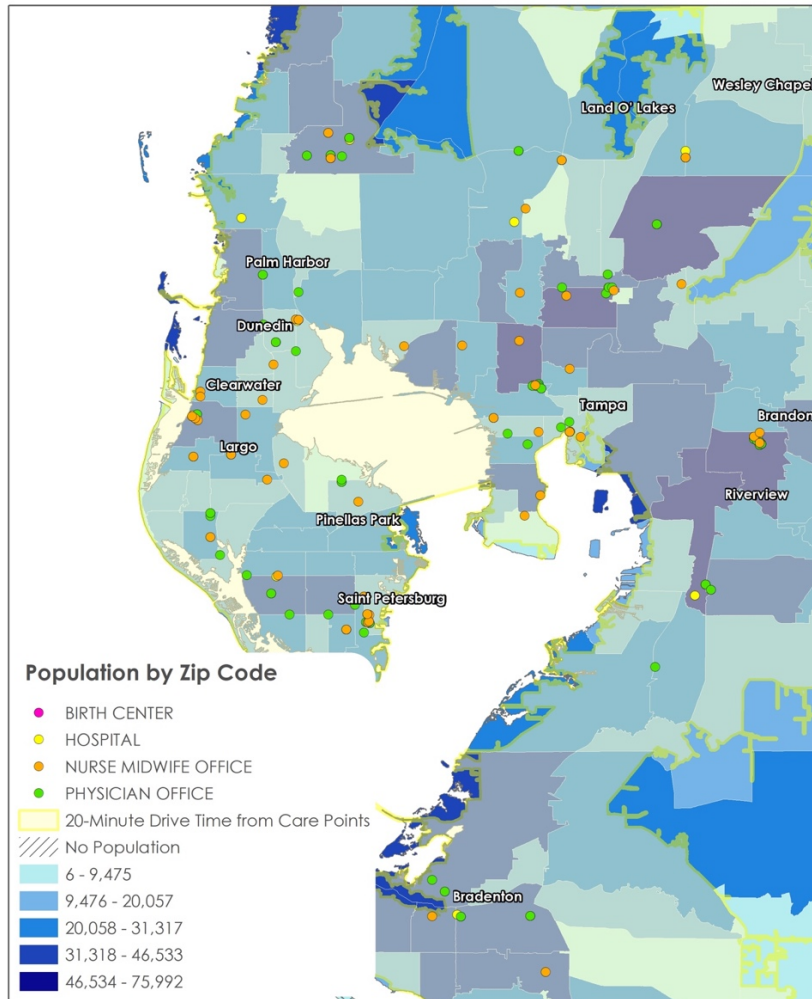 Land O' Lakes
Wesley Chapel
Palm Harbor
Dunedin
Clearwater
Tampa
Brandon
Largo
Riverview
Pinellas Park
Saint Petersburg
Population by Zip Code
BIRTH CENTER
HOSPITAL
NURSE MIDWIFE OFFICE
PHYSICIAN OFFICE
20-Minute Drive Time from Care Points
No Population
6 - 9,475
9,476 - 20,057
20,058 - 31,317
31,318 - 46,533
46,534 - 75,992
Bradenton